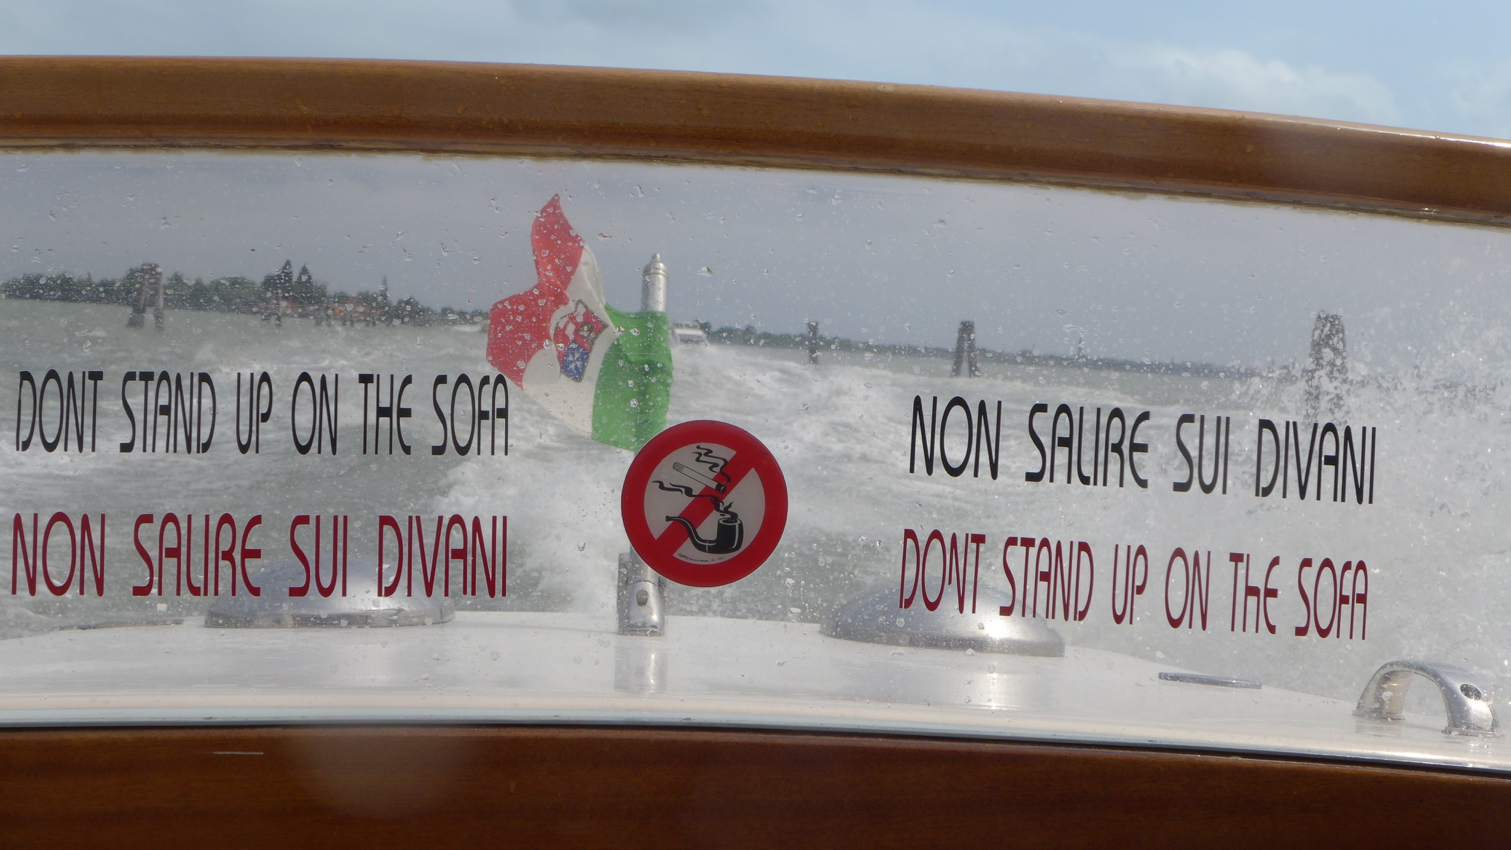 DONT STAND UP ON THE SOFA
NON SALIRE SUI DIVANI
NON SALIRE SUI DIVANI
DONT STAND UP ON THE SOFA